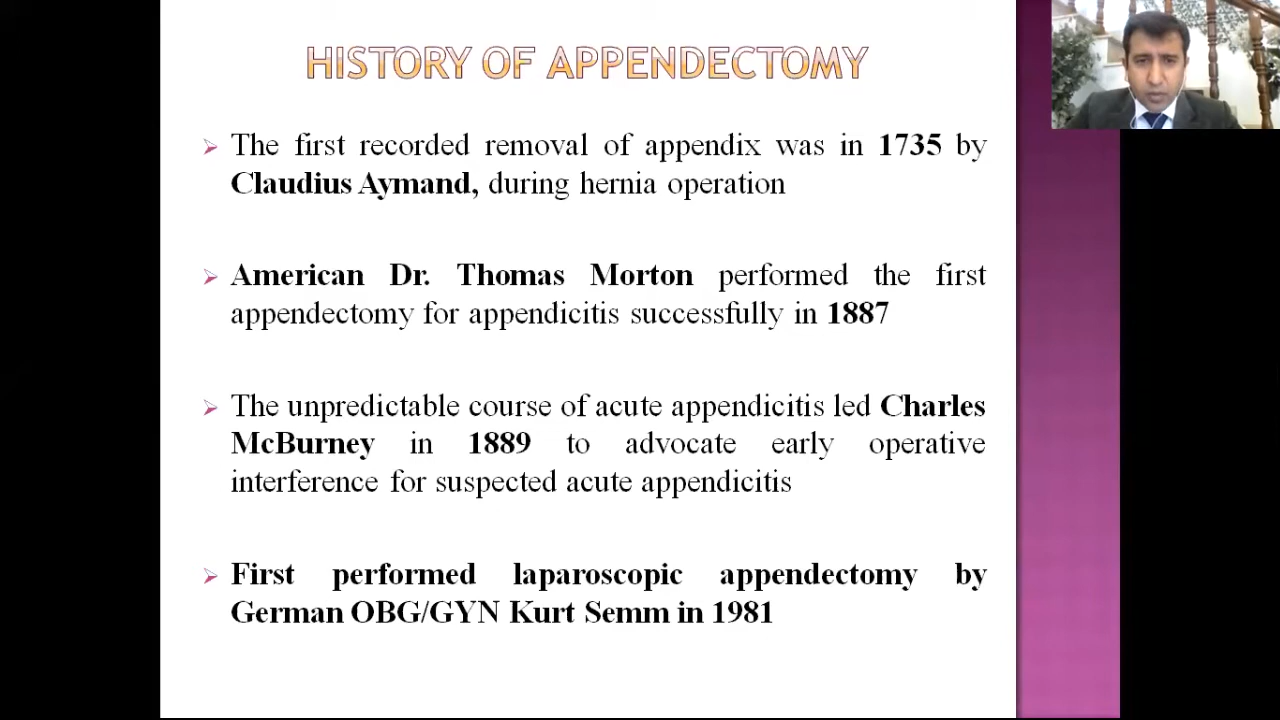 HISTORY OF APPENDECTOMY
The first recorded removal of appendix was in 1735 by
Claudius Aymand, during hernia operation
American Dr. Thomas Morton performed the first
appendectomy for appendicitis successfully in 1887
The unpredictable course of acute appendicitis led Charles
McBurney in 1889 to advocate early operative
interference for suspected acute appendicitis
First performed laparoscopic appendectomy by
German OBG/GYN Kurt Semm in 1981